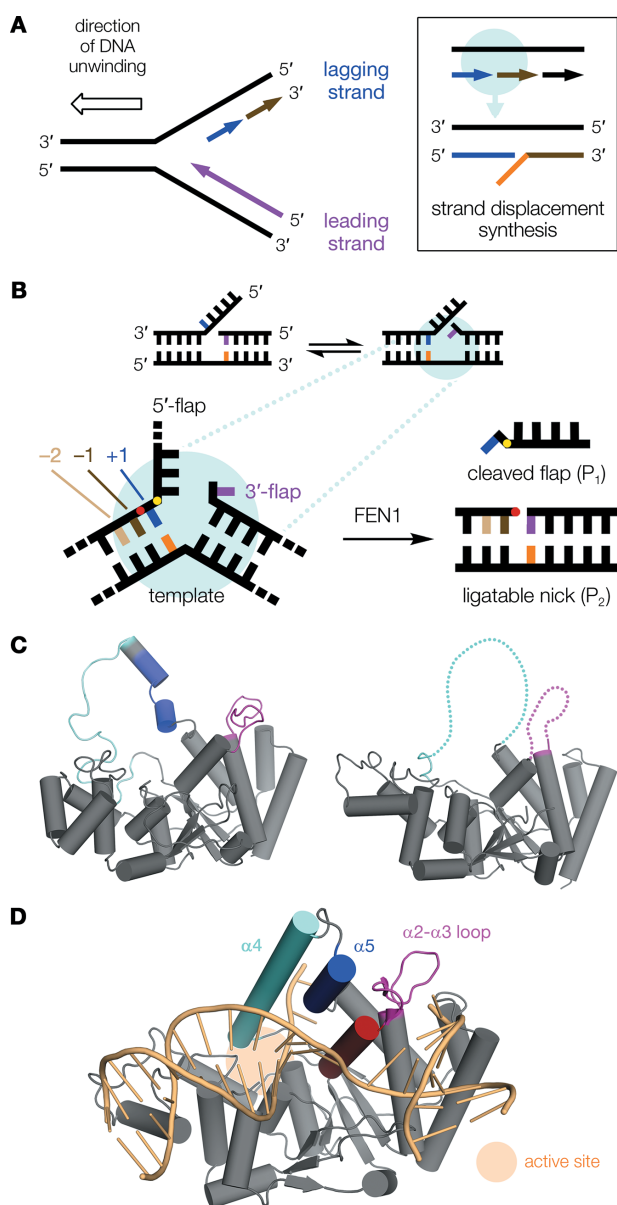 A
direction
of DNA
unwinding
5′
lagging
strand
3′
3′
5′
5′
leading
strand
3′
3′
5′
5′
3′
strand displacement
synthesis
B
5′
3′
5′
5′
3′
5′-flap
−2
−1
+1
3′-flap
template
FEN1
cleaved flap (P1)
ligatable nick (P2)
C
D
α4
α5
α2-α3 loop
active site